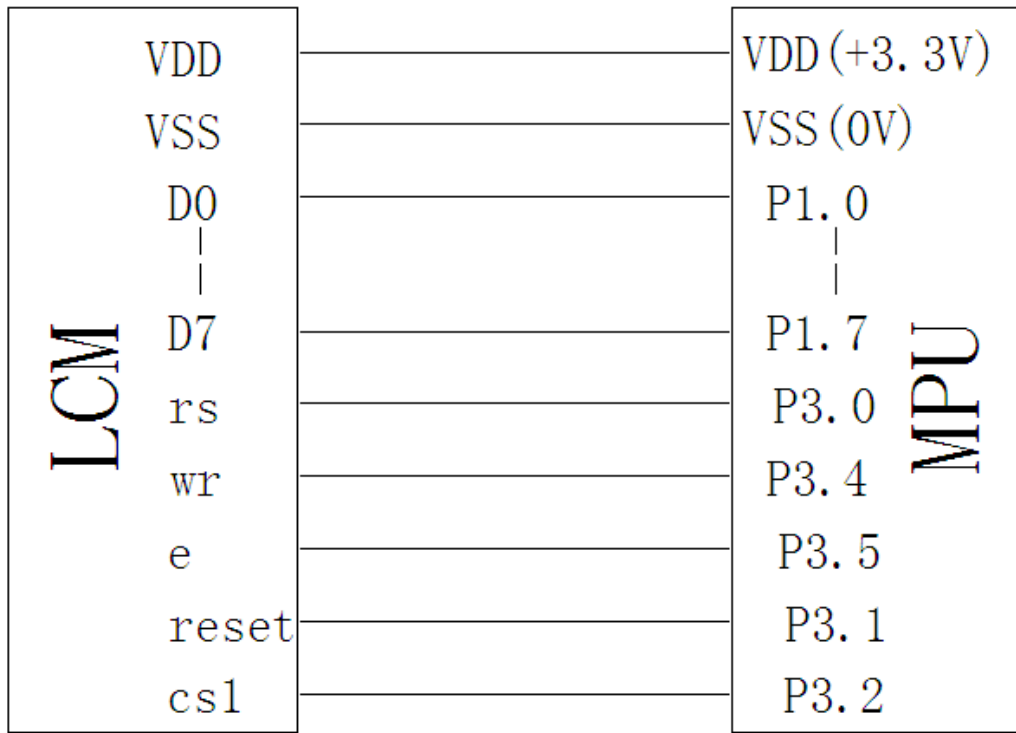 VDD VDD(+3.3V)
VSS VSS(0V)
D0 P1.0
D7 P1.7
rs P3.0
wr P3.4
e P3.5
reset P3.1
cs1 P3.2
LCM
MPU